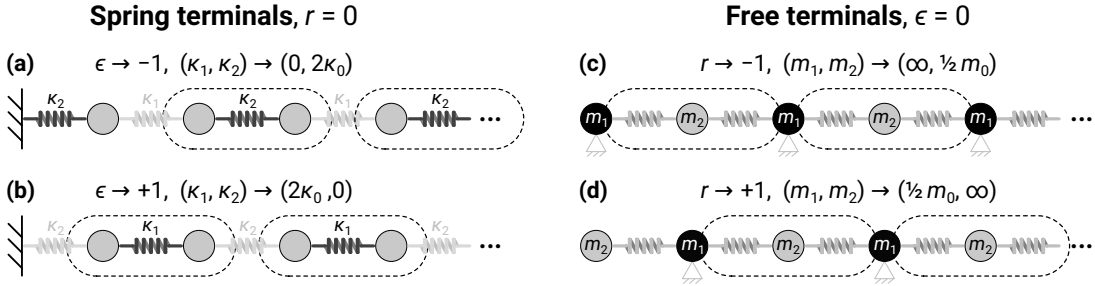 Spring terminals, r = 0
(a) ϵ → −1, (κ₁, κ₂) → (0, 2κ₀)
κ₂ κ₁ κ₂ κ₁ κ₂
•••
(b) ϵ → +1, (κ₁, κ₂) → (2κ₀ ,0)
κ₂ κ₁ κ₂ κ₁ κ₂
•••
Free terminals, ϵ = 0
(c) r → −1, (m₁, m₂) → (∞, ½ m₀)
m₁ m₂ m₁ m₂ m₁ •••
(d) r → +1, (m₁, m₂) → (½ m₀, ∞)
m₂ m₁ m₂ m₁ m₂ •••